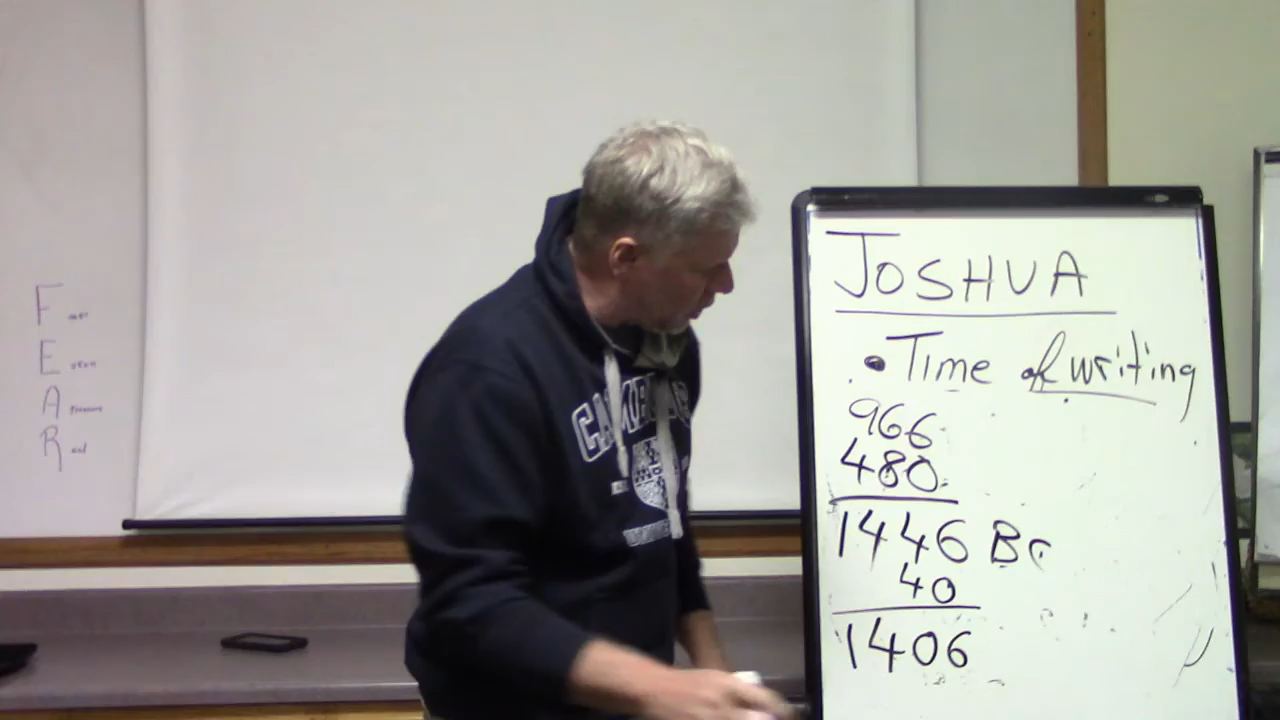 JOSHUA
• Time of writing
966
480
1446 BC
40
1406
F
E
A
R